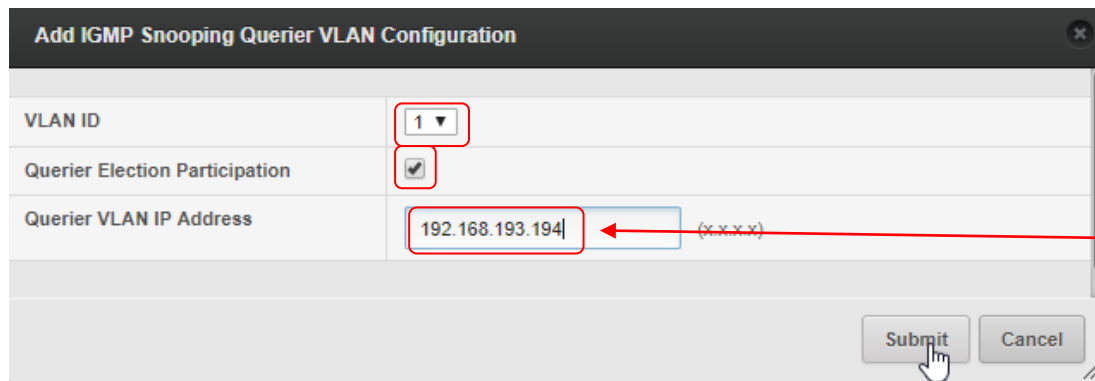 Add IGMP Snooping Querier VLAN Configuration
VLAN ID 1
Querier Election Participation
Querier VLAN IP Address 192.168.193.194 (x.x.x.x)
Submit Cancel